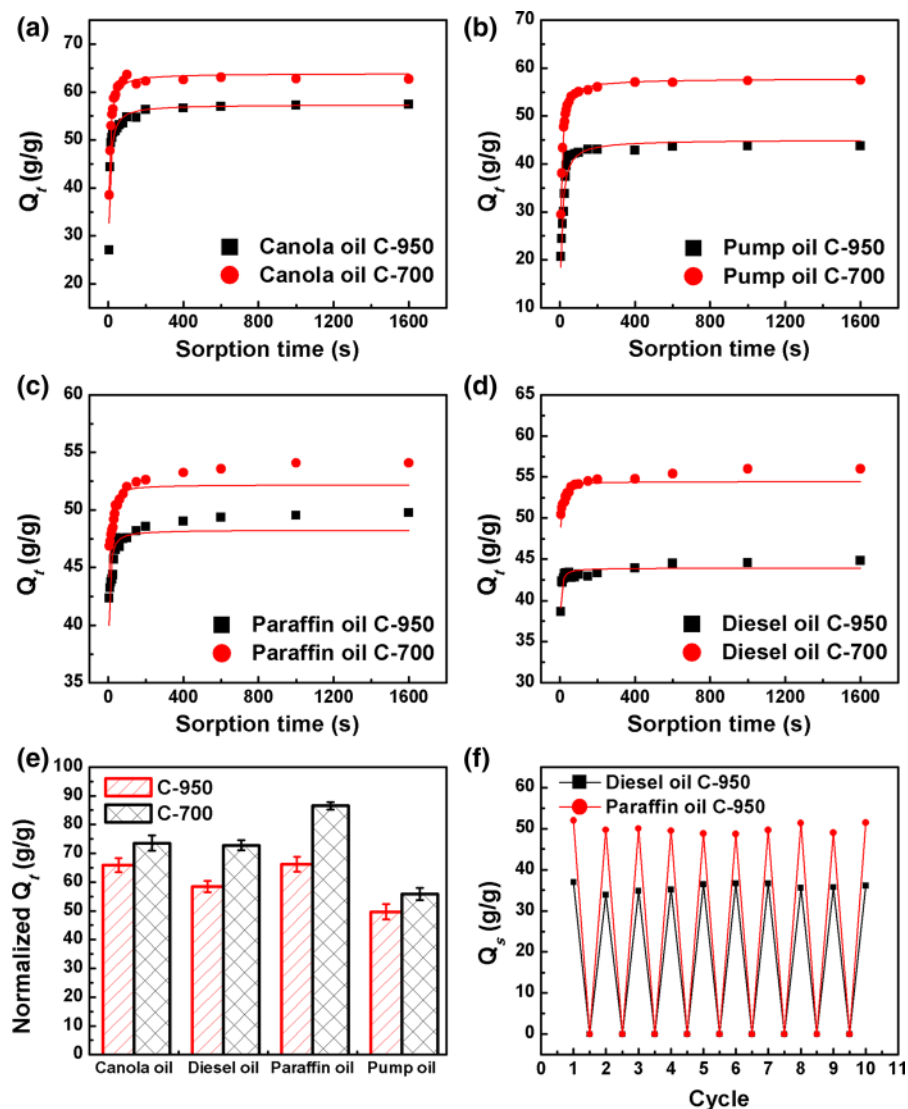 (a)
70
60
50
40
30
20
Q_t (g/g)
Canola oil C-950
Canola oil C-700
0 400 800 1200 1600
Sorption time (s)
(b)
70
60
50
40
30
20
10
Q_t (g/g)
Pump oil C-950
Pump oil C-700
0 400 800 1200 1600
Sorption time (s)
(c)
60
55
50
45
40
35
Q_t (g/g)
Paraffin oil C-950
Paraffin oil C-700
0 400 800 1200 1600
Sorption time (s)
(d)
65
60
55
50
45
40
35
30
Q_t (g/g)
Diesel oil C-950
Diesel oil C-700
0 400 800 1200 1600
Sorption time (s)
(e)
100
90
80
70
60
50
40
30
20
10
0
Normalized Q_t (g/g)
C-950
C-700
Canola oil Diesel oil Paraffin oil Pump oil
(f)
60
50
40
30
20
10
0
Q_s (g/g)
Diesel oil C-950
Paraffin oil C-950
0 1 2 3 4 5 6 7 8 9 10 11
Cycle